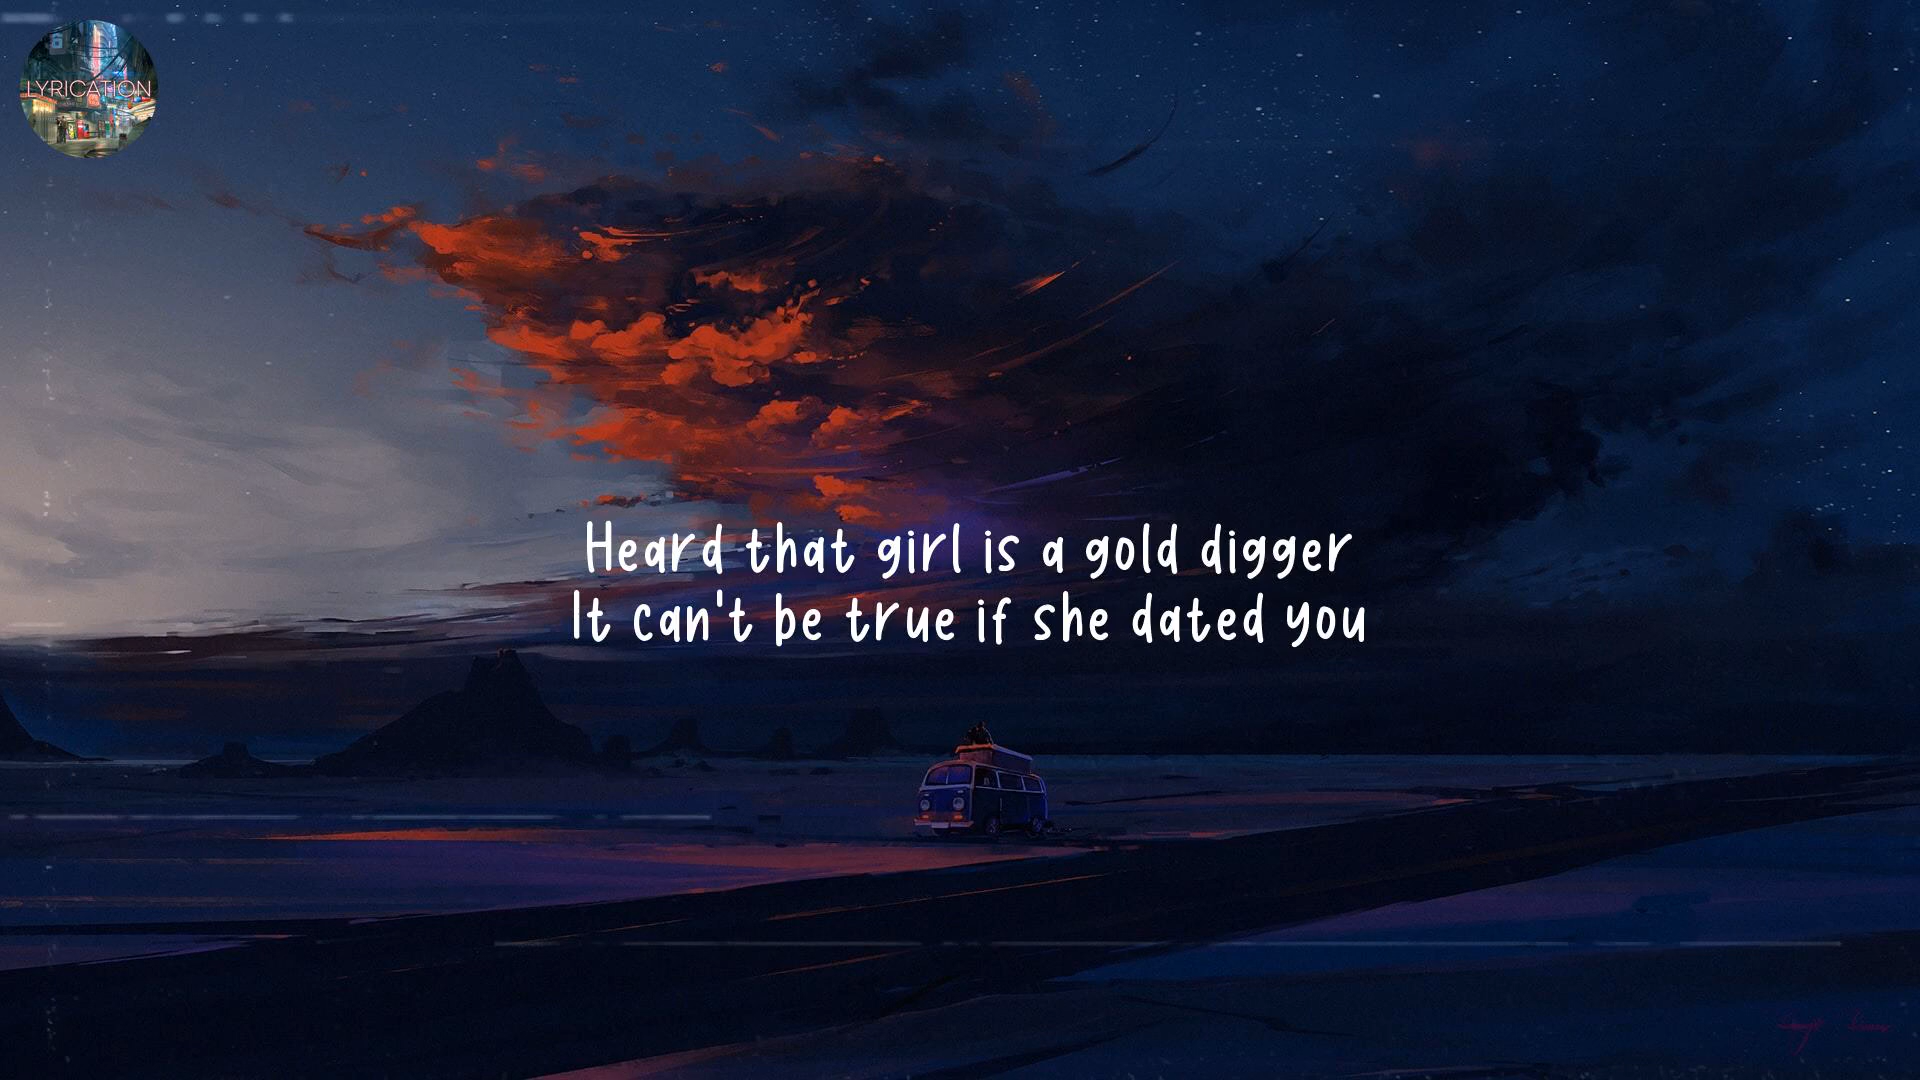 LYRICATION
Heard that girl is a gold digger
It can't be true if she dated you